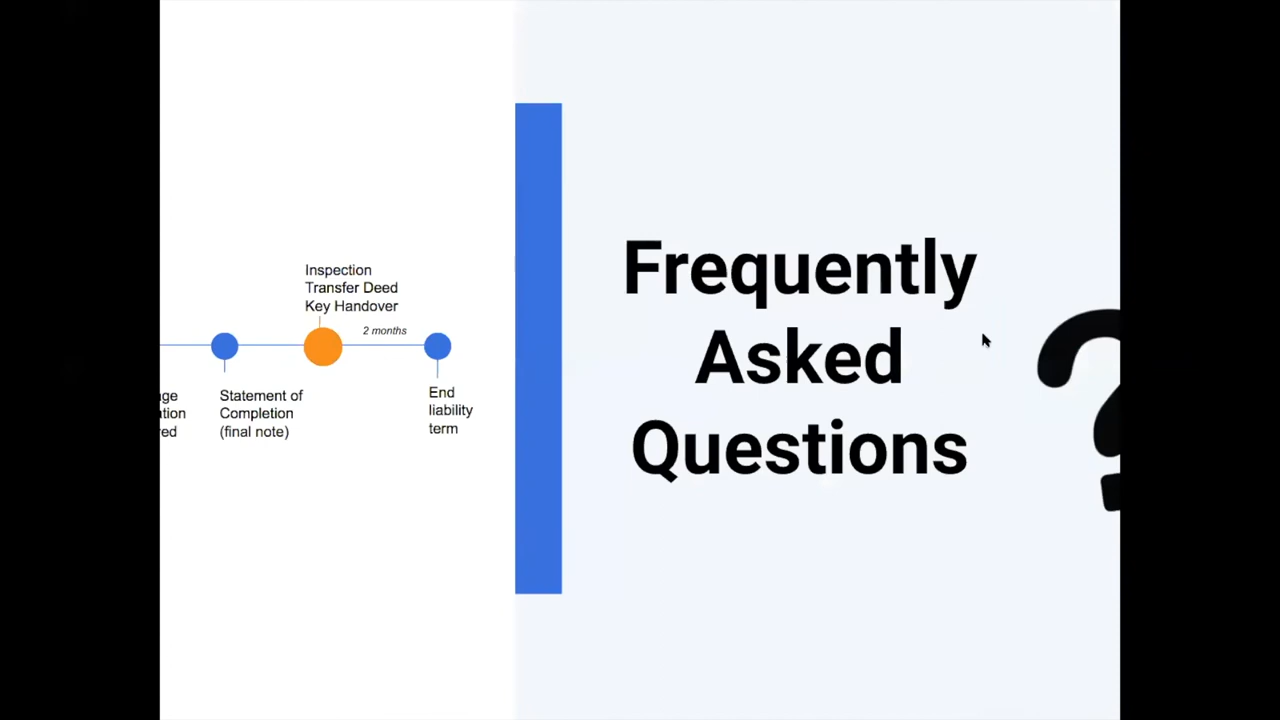 Inspection
Transfer Deed
Key Handover
2 months
Statement of
Completion
(final note)
End
liability
term
Frequently
Asked
Questions
?